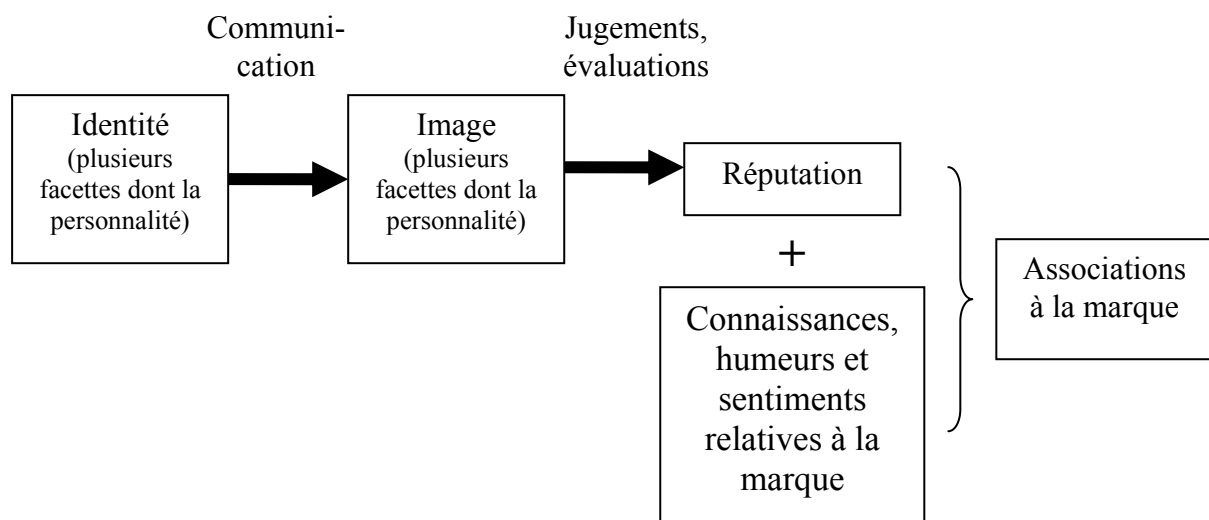 Communi-
cation
Jugements,
évaluations
Identité
(plusieurs
facettes dont la
personnalité)
Image
(plusieurs
facettes dont la
personnalité)
Réputation
+
Connaissances,
humeurs et
sentiments
relatives à la
marque
Associations
à la marque